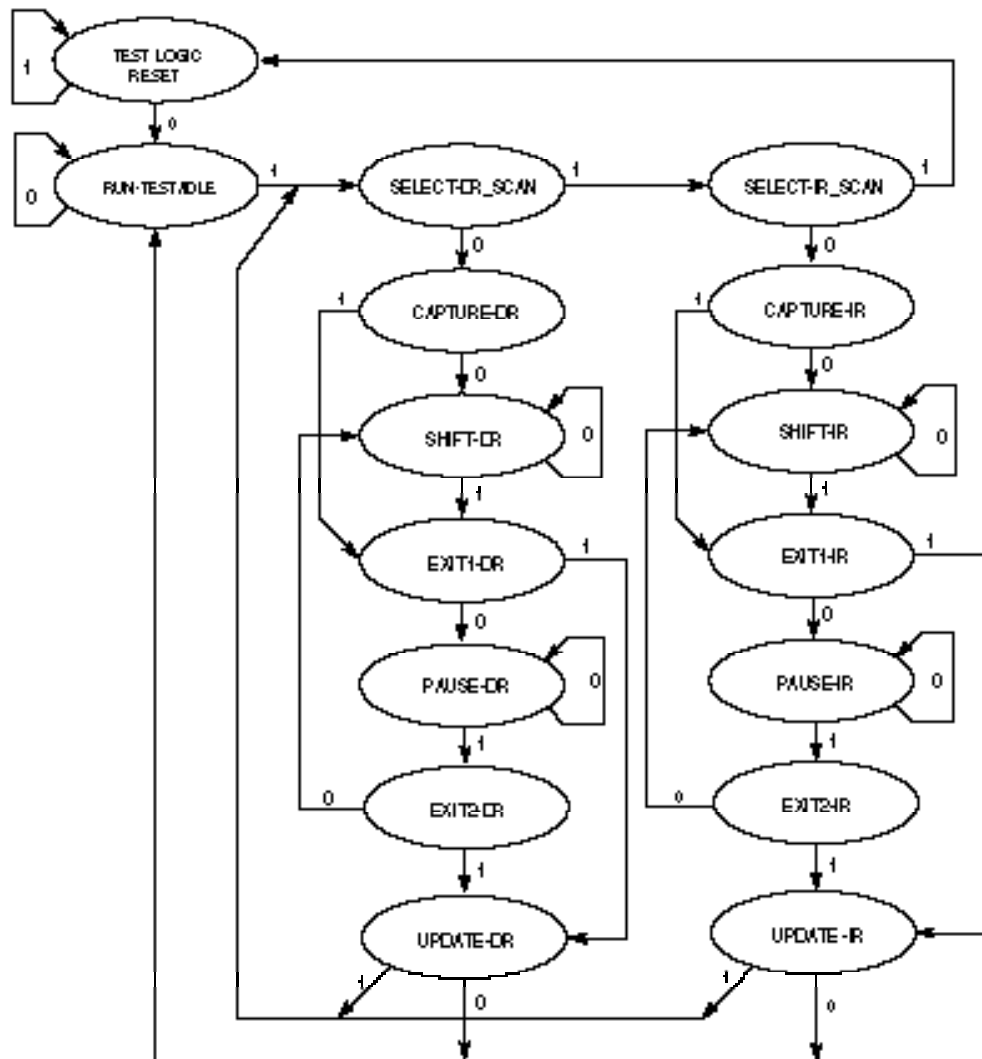 TEST LOGIC
RESET
1
0
RUN-TEST/IDLE
0
1
SELECT-DR_SCAN
1
SELECT-IR_SCAN
1
0
0
CAPTURE-DR
1
CAPTURE-IR
1
0
0
SHIFT-DR
0
SHIFT-IR
0
1
1
EXIT1-DR
1
EXIT1-IR
1
0
0
PAUSE-DR
0
PAUSE-IR
0
1
1
EXIT2-DR
0
EXIT2-IR
0
1
1
UPDATE-DR
UPDATE-IR
1
0
1
0